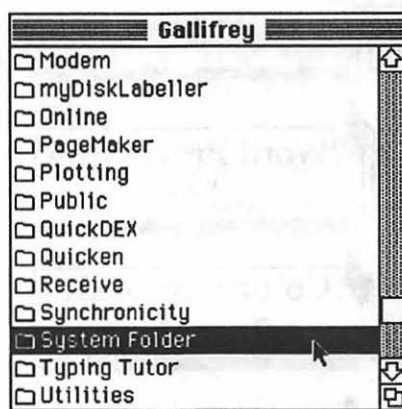 Gallifrey
Modem
myDiskLabeller
Online
PageMaker
Plotting
Public
QuickDEX
Quicken
Receive
Synchronicity
System Folder
Typing Tutor
Utilities